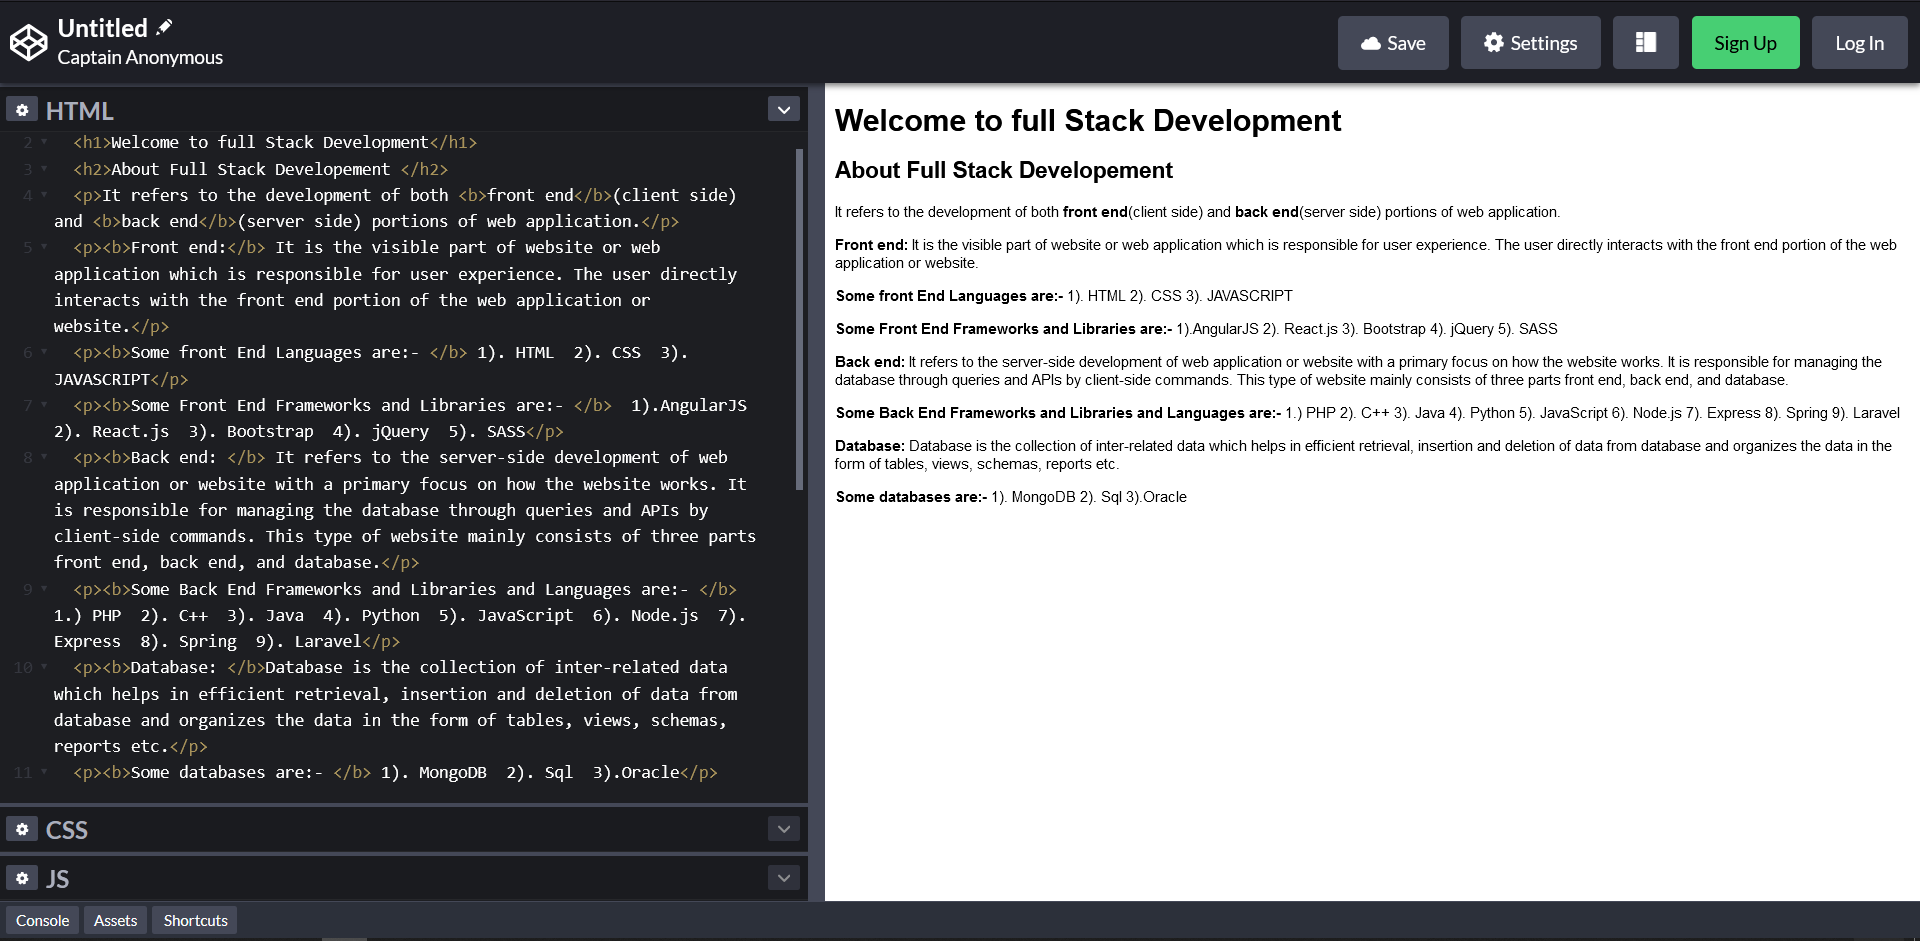 Untitled
Captain Anonymous
Save
Settings
Sign Up
Log In
HTML
2 <h1>Welcome to full Stack Development</h1>
3 <h2>About Full Stack Developement </h2>
4 <p>It refers to the development of both <b>front end</b>(client side)
and <b>back end</b>(server side) portions of web application.</p>
5 <p><b>Front end:</b> It is the visible part of website or web
application which is responsible for user experience. The user directly
interacts with the front end portion of the web application or
website.</p>
6 <p><b>Some front End Languages are:- </b> 1). HTML  2). CSS  3).
JAVASCRIPT</p>
7 <p><b>Some Front End Frameworks and Libraries are:- </b>  1).AngularJS
2). React.js  3). Bootstrap  4). jQuery  5). SASS</p>
8 <p><b>Back end: </b> It refers to the server-side development of web
application or website with a primary focus on how the website works. It
is responsible for managing the database through queries and APIs by
client-side commands. This type of website mainly consists of three parts
front end, back end, and database.</p>
9 <p><b>Some Back End Frameworks and Libraries and Languages are:- </b>
1.) PHP  2). C++  3). Java  4). Python  5). JavaScript  6). Node.js  7).
Express  8). Spring  9). Laravel</p>
10 <p><b>Database: </b>Database is the collection of inter-related data
which helps in efficient retrieval, insertion and deletion of data from
database and organizes the data in the form of tables, views, schemas,
reports etc.</p>
11 <p><b>Some databases are:- </b> 1). MongoDB  2). Sql  3).Oracle</p>
CSS
JS
Console
Assets
Shortcuts
Welcome to full Stack Development
About Full Stack Developement
It refers to the development of both front end(client side) and back end(server side) portions of web application.
Front end: It is the visible part of website or web application which is responsible for user experience. The user directly interacts with the front end portion of the web
application or website.
Some front End Languages are:- 1). HTML 2). CSS 3). JAVASCRIPT
Some Front End Frameworks and Libraries are:- 1).AngularJS 2). React.js 3). Bootstrap 4). jQuery 5). SASS
Back end: It refers to the server-side development of web application or website with a primary focus on how the website works. It is responsible for managing the
database through queries and APIs by client-side commands. This type of website mainly consists of three parts front end, back end, and database.
Some Back End Frameworks and Libraries and Languages are:- 1.) PHP 2). C++ 3). Java 4). Python 5). JavaScript 6). Node.js 7). Express 8). Spring 9). Laravel
Database: Database is the collection of inter-related data which helps in efficient retrieval, insertion and deletion of data from database and organizes the data in the
form of tables, views, schemas, reports etc.
Some databases are:- 1). MongoDB 2). Sql 3).Oracle